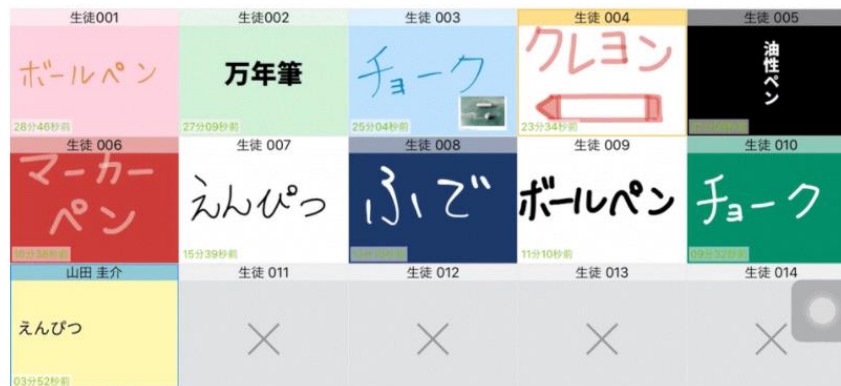 生徒001
生徒002
生徒 003
生徒 004
生徒 005
ボールペン
万年筆
チョーク
クレヨン
油性ペン
28分46秒前
27分09秒前
25分04秒前
23分34秒前
生徒 006
生徒 007
生徒 008
生徒 009
生徒 010
マーカー
ペン
えんぴつ
ふで
ボールペン
チョーク
15分39秒前
11分10秒前
09分32秒前
山田 圭介
生徒 011
生徒 012
生徒 013
生徒 014
えんぴつ
03分52秒前